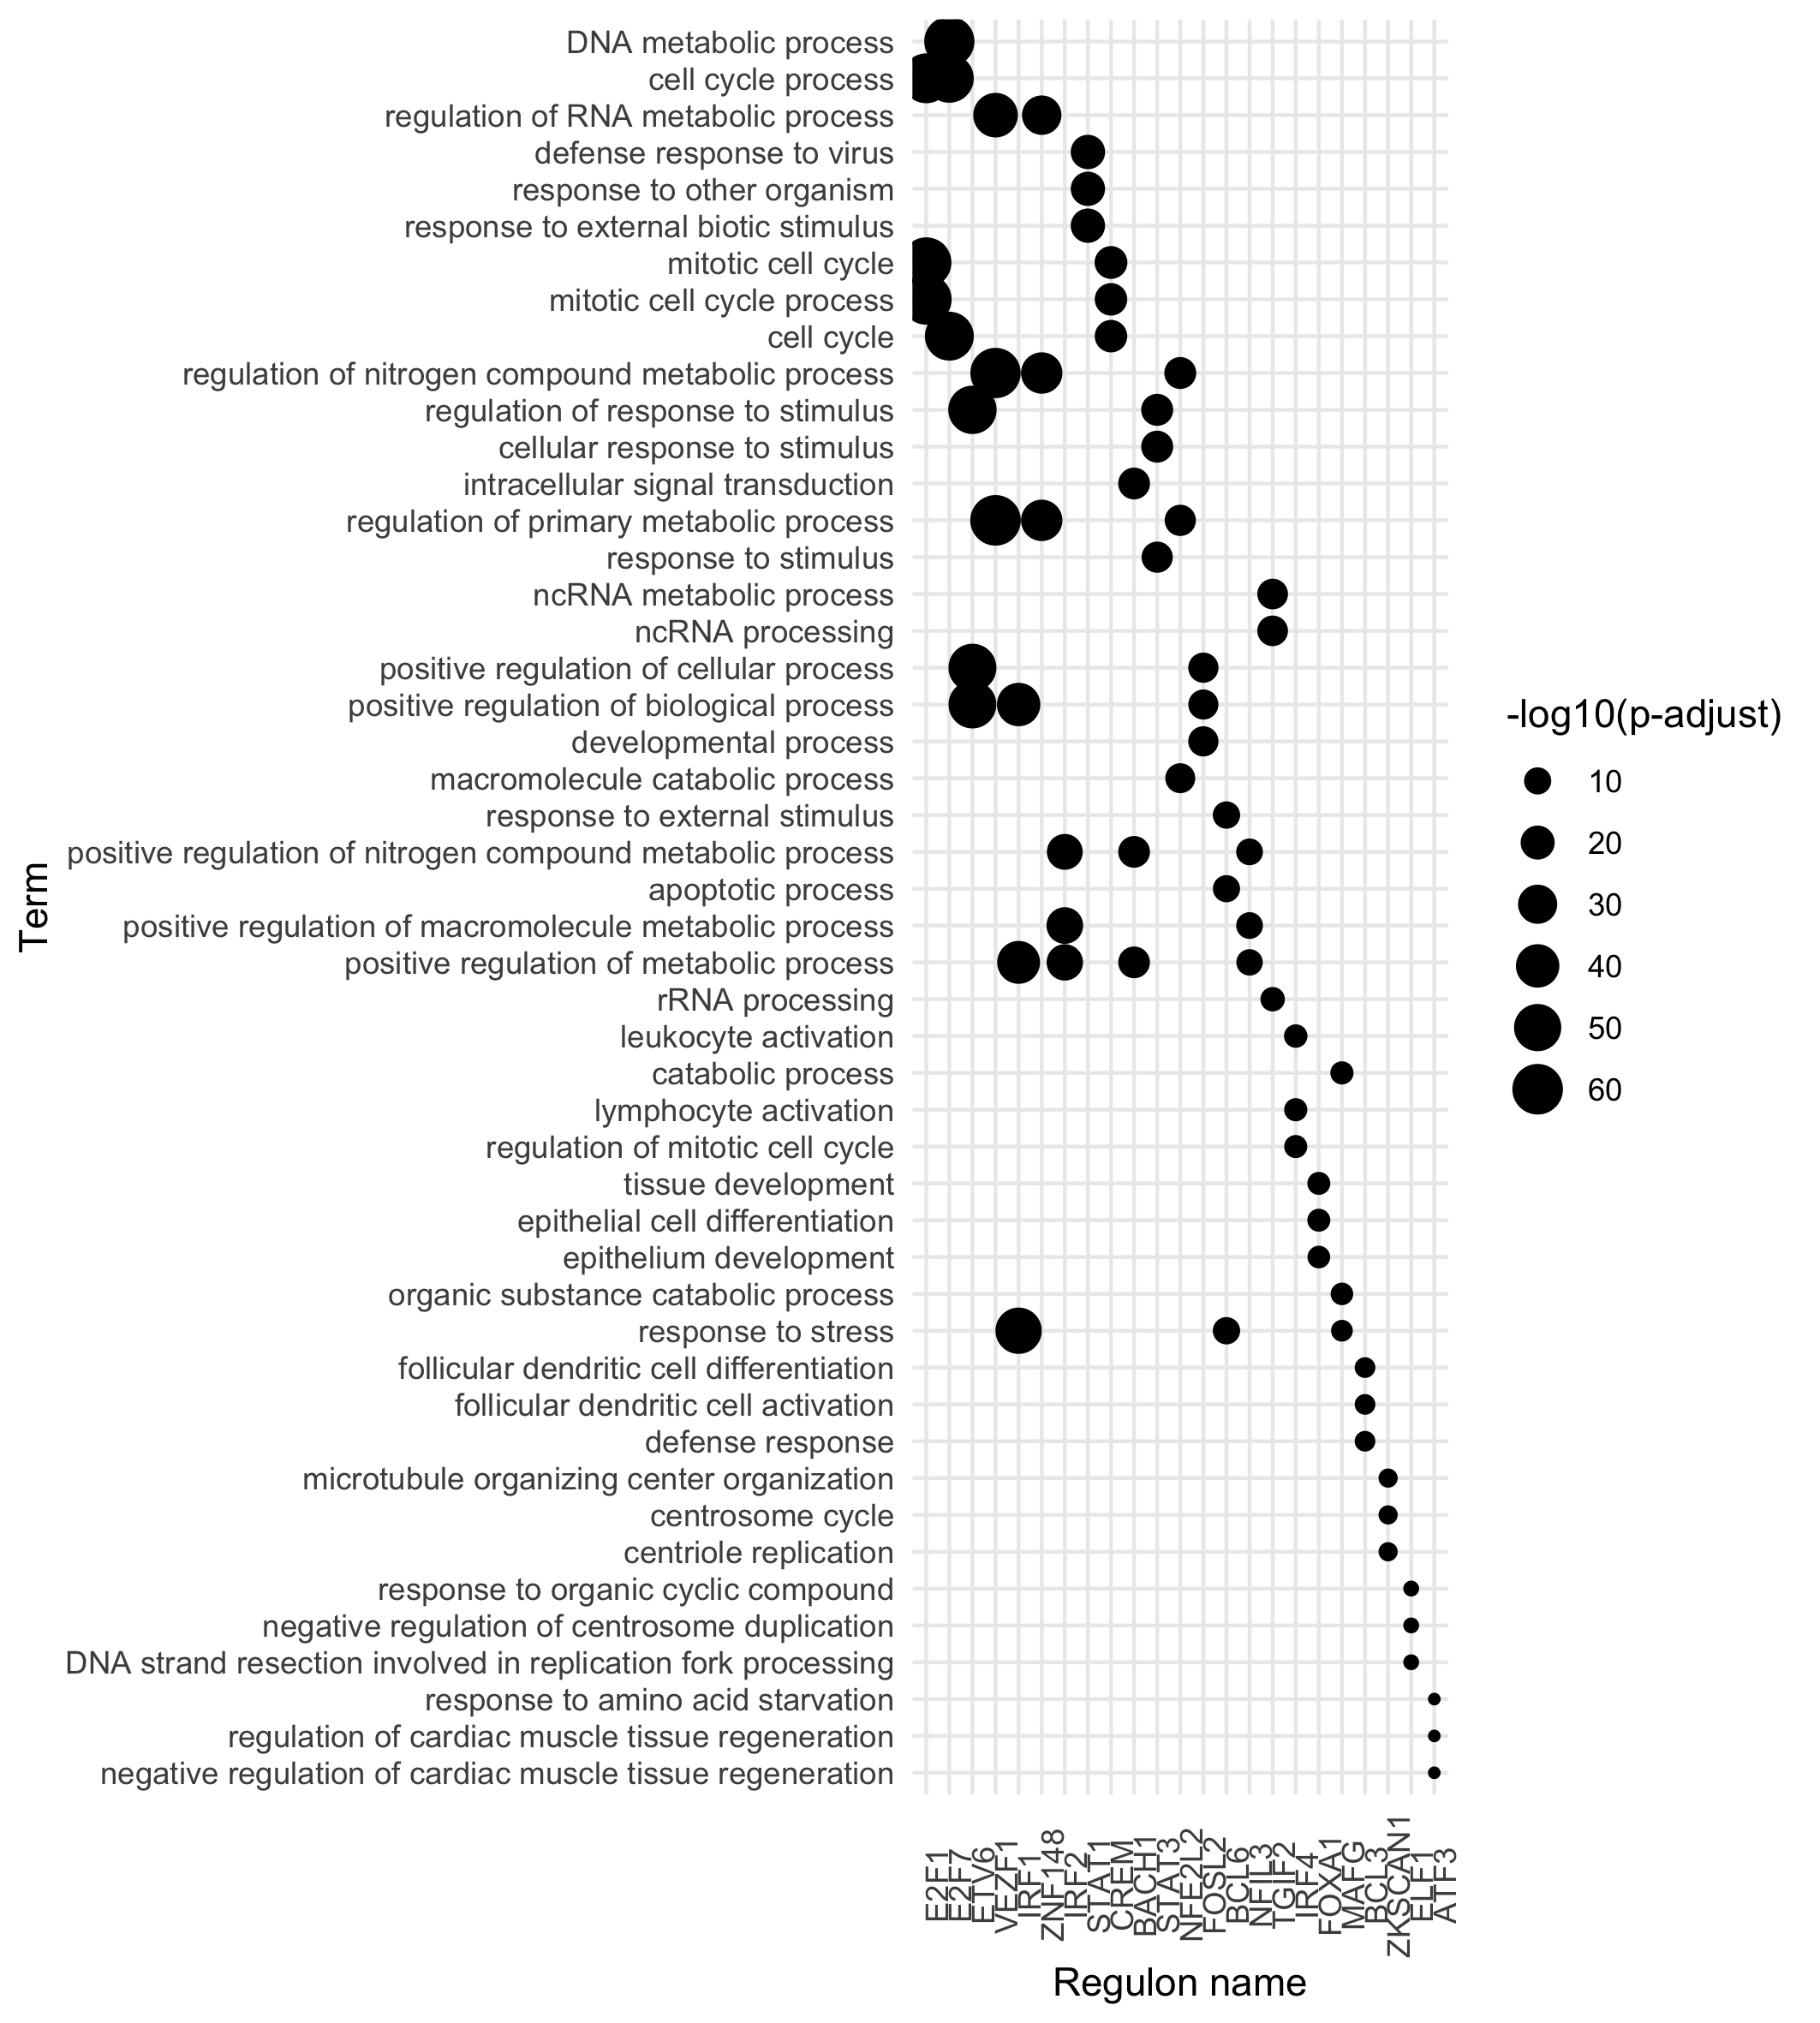 DNA metabolic process
cell cycle process
regulation of RNA metabolic process
defense response to virus
response to other organism
response to external biotic stimulus
mitotic cell cycle
mitotic cell cycle process
cell cycle
regulation of nitrogen compound metabolic process
regulation of response to stimulus
cellular response to stimulus
intracellular signal transduction
regulation of primary metabolic process
response to stimulus
ncRNA metabolic process
ncRNA processing
positive regulation of cellular process
positive regulation of biological process
developmental process
macromolecule catabolic process
response to external stimulus
positive regulation of nitrogen compound metabolic process
apoptotic process
positive regulation of macromolecule metabolic process
positive regulation of metabolic process
rRNA processing
leukocyte activation
catabolic process
lymphocyte activation
regulation of mitotic cell cycle
tissue development
epithelial cell differentiation
epithelium development
organic substance catabolic process
response to stress
follicular dendritic cell differentiation
follicular dendritic cell activation
defense response
microtubule organizing center organization
centrosome cycle
centriole replication
response to organic cyclic compound
negative regulation of centrosome duplication
DNA strand resection involved in replication fork processing
response to amino acid starvation
regulation of cardiac muscle tissue regeneration
negative regulation of cardiac muscle tissue regeneration
Term
E2F1
E2F7
ETV6
VEZF1
IRF1
ZNF148
IRF2
STAT1
CREM
BACH1
STAT3
NFE2L2
FOSL2
BCL6
NFIL3
TGIF2
IRF4
FOXA1
MAFG
BCL3
ZKSCAN1
ELF1
ATF3
Regulon name
-log10(p-adjust)
10
20
30
40
50
60